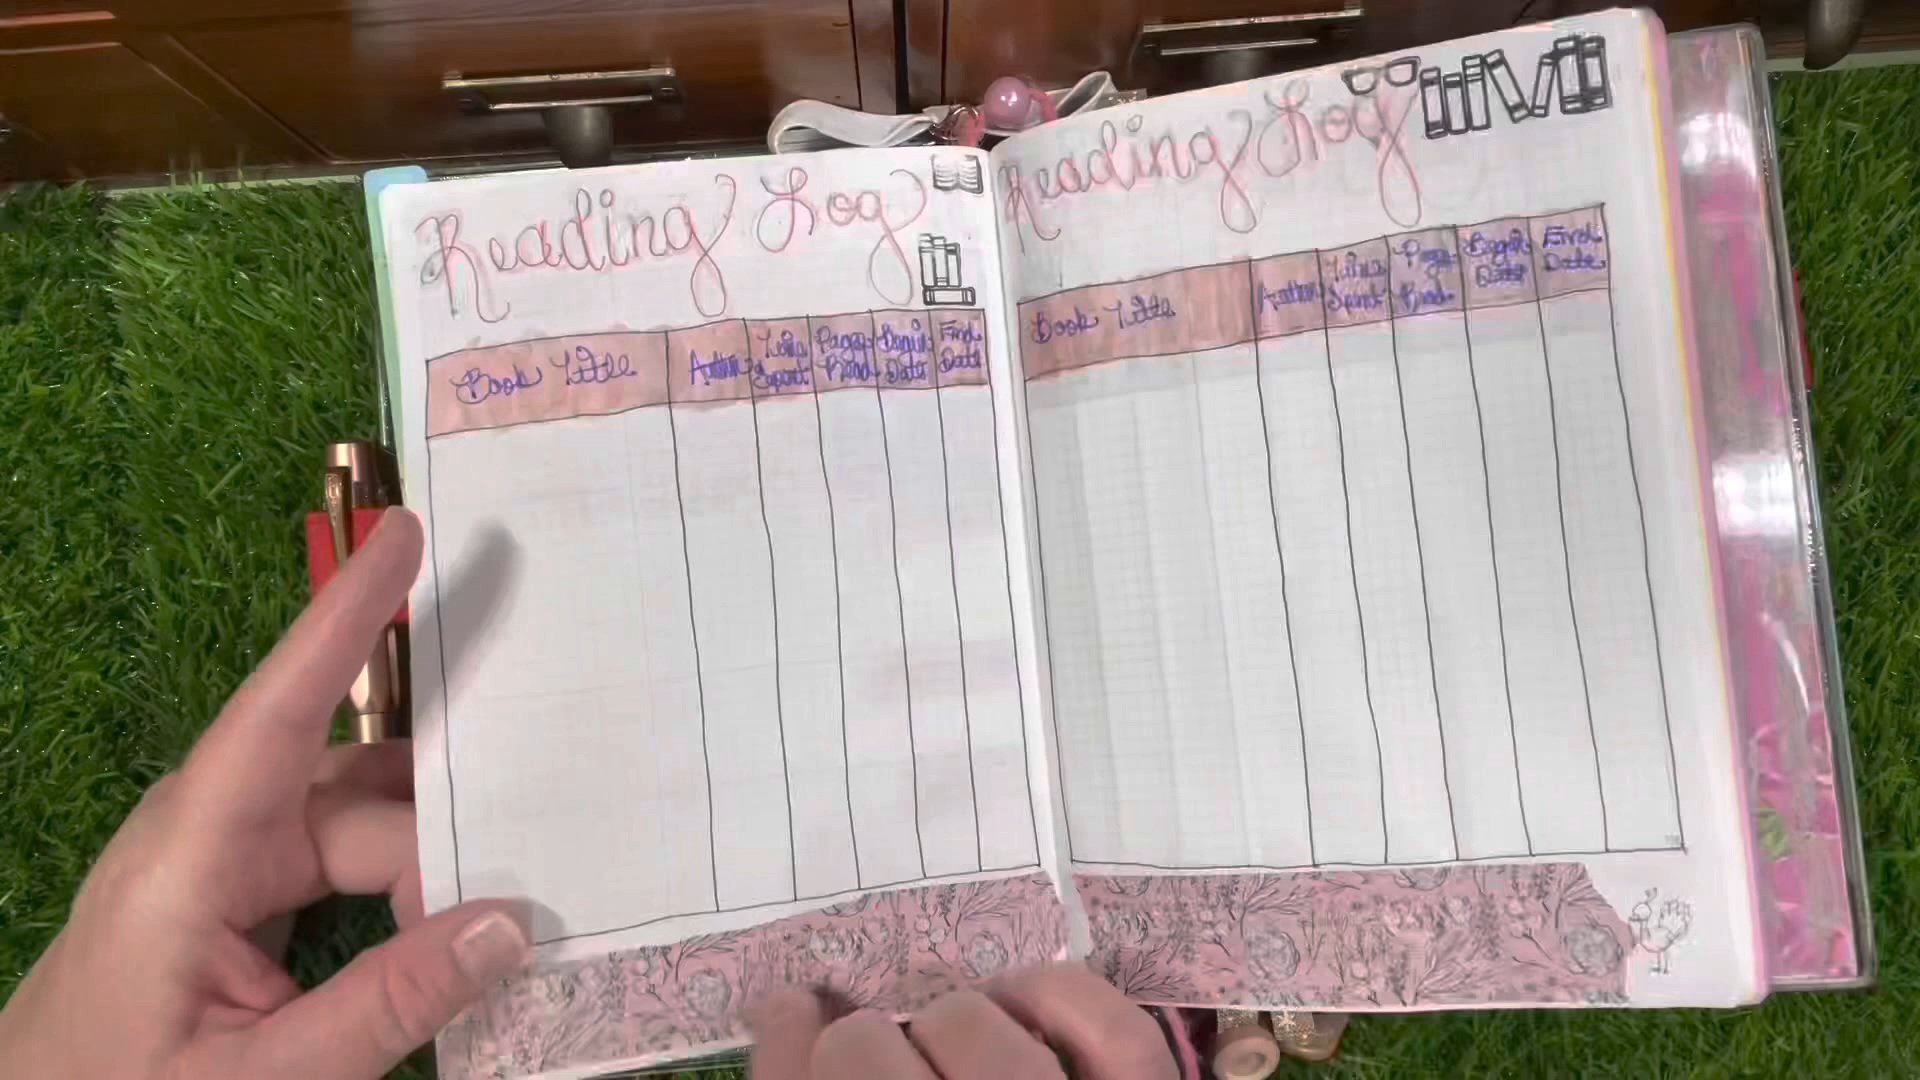 Reading Log
Book Title Author Time Spent Pages Read Begin Date End Date
Reading Log
Book Title Author Time Spent Pages Read Begin Date End Date